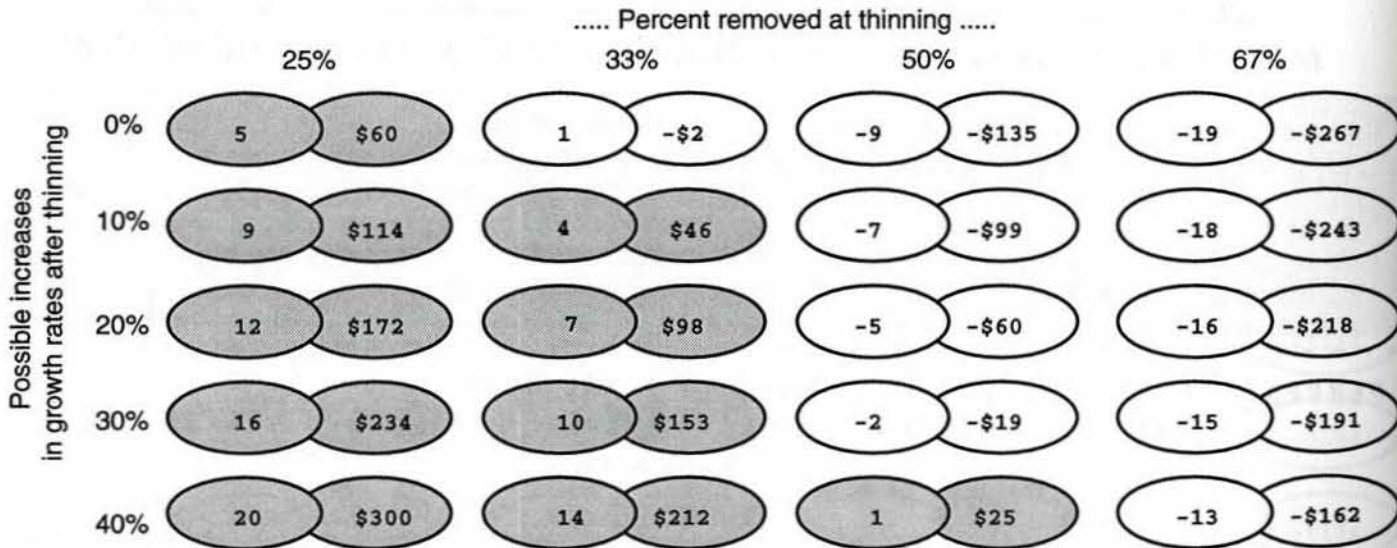 ..... Percent removed at thinning .....
25% 33% 50% 67%
Possible increases
in growth rates after thinning
0% 5 $60 1 -$2 -9 -$135 -19 -$267
10% 9 $114 4 $46 -7 -$99 -18 -$243
20% 12 $172 7 $98 -5 -$60 -16 -$218
30% 16 $234 10 $153 -2 -$19 -15 -$191
40% 20 $300 14 $212 1 $25 -13 -$162